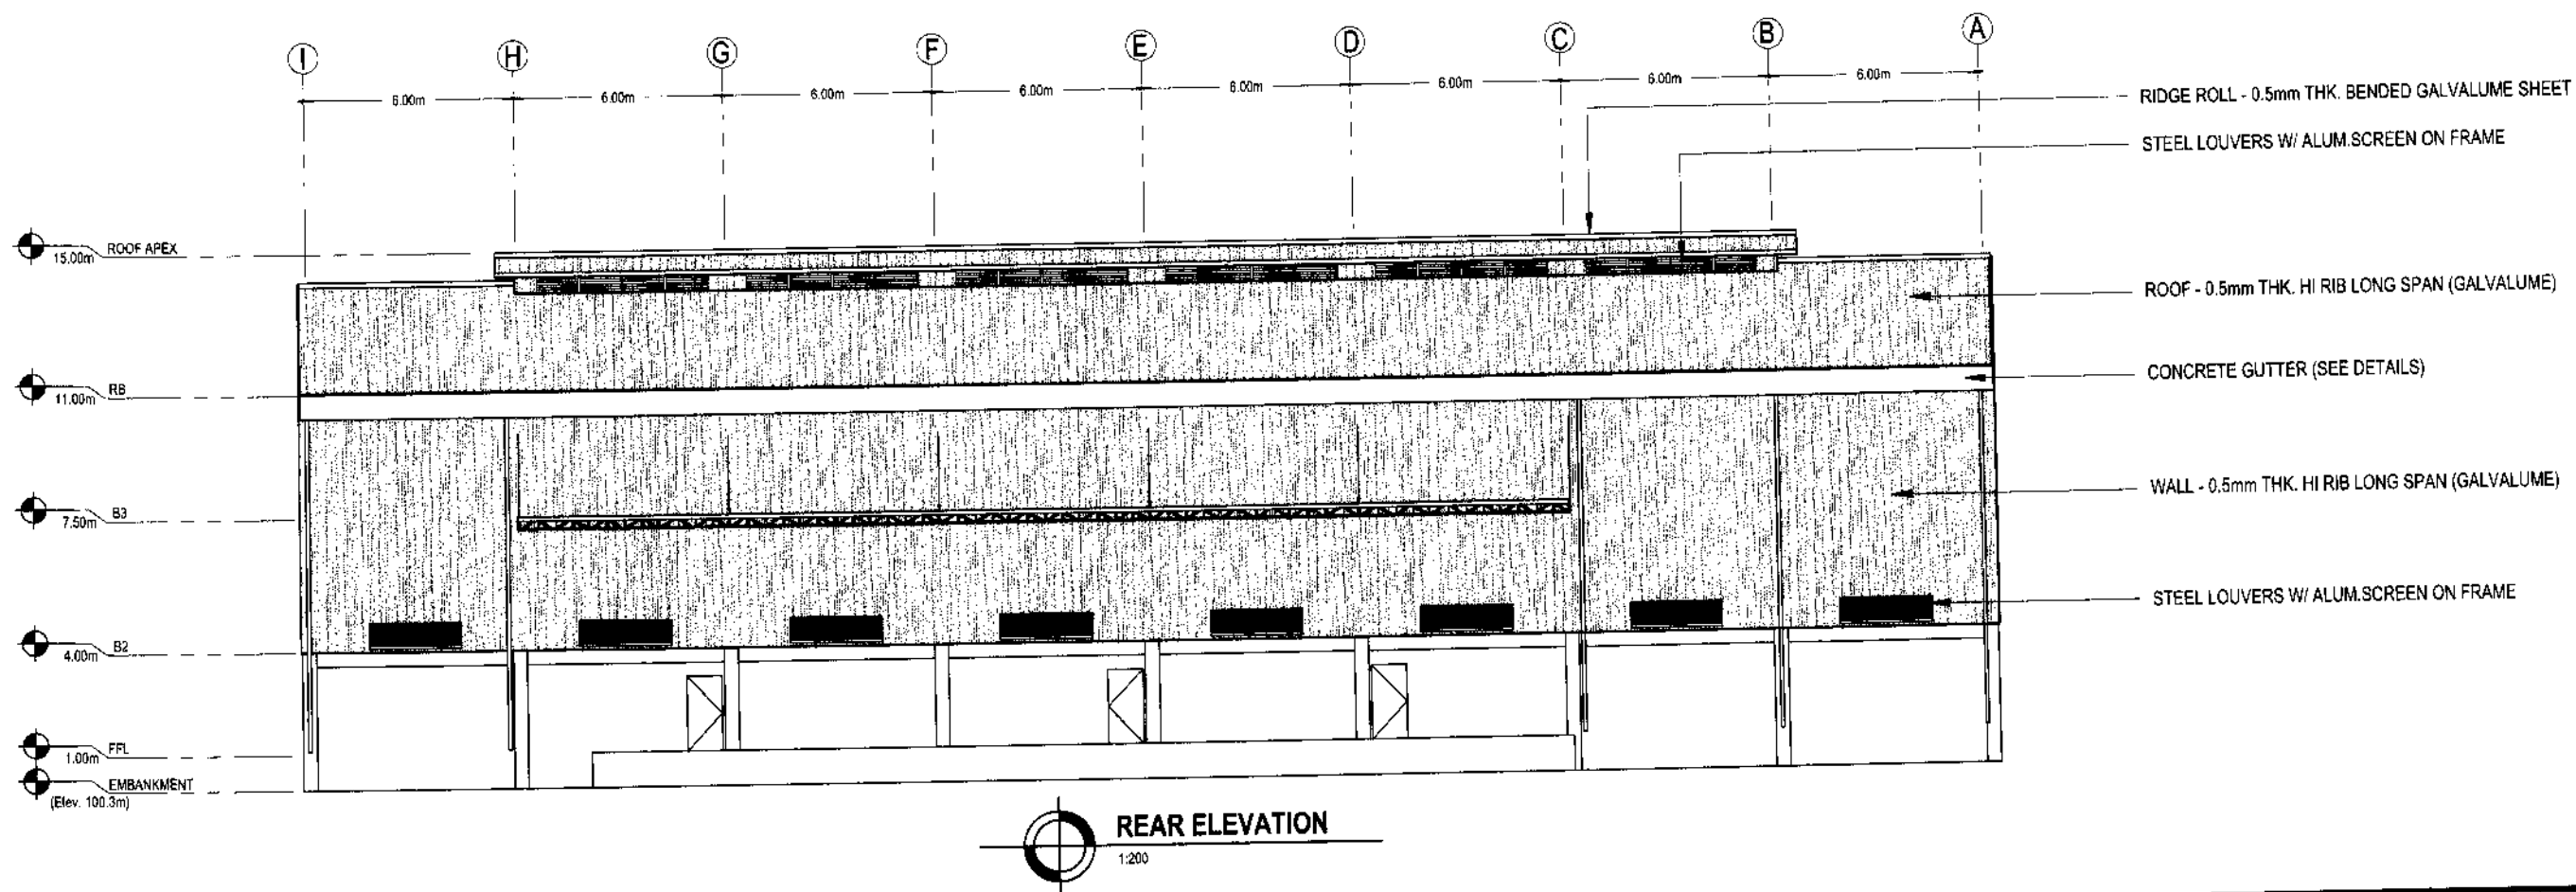 I H G F E D C B A
6.00m 6.00m 6.00m 6.00m 6.00m 6.00m 6.00m 6.00m
RIDGE ROLL - 0.5mm THK. BENDED GALVALUME SHEET
STEEL LOUVERS W/ ALUM.SCREEN ON FRAME
ROOF APEX
15.00m
ROOF - 0.5mm THK. HI RIB LONG SPAN (GALVALUME)
CONCRETE GUTTER (SEE DETAILS)
RB
11.00m
WALL - 0.5mm THK. HI RIB LONG SPAN (GALVALUME)
B3
7.50m
STEEL LOUVERS W/ ALUM.SCREEN ON FRAME
B2
4.00m
FFL
1.00m
EMBANKMENT
(Elev. 100.3m)
REAR ELEVATION
1:200